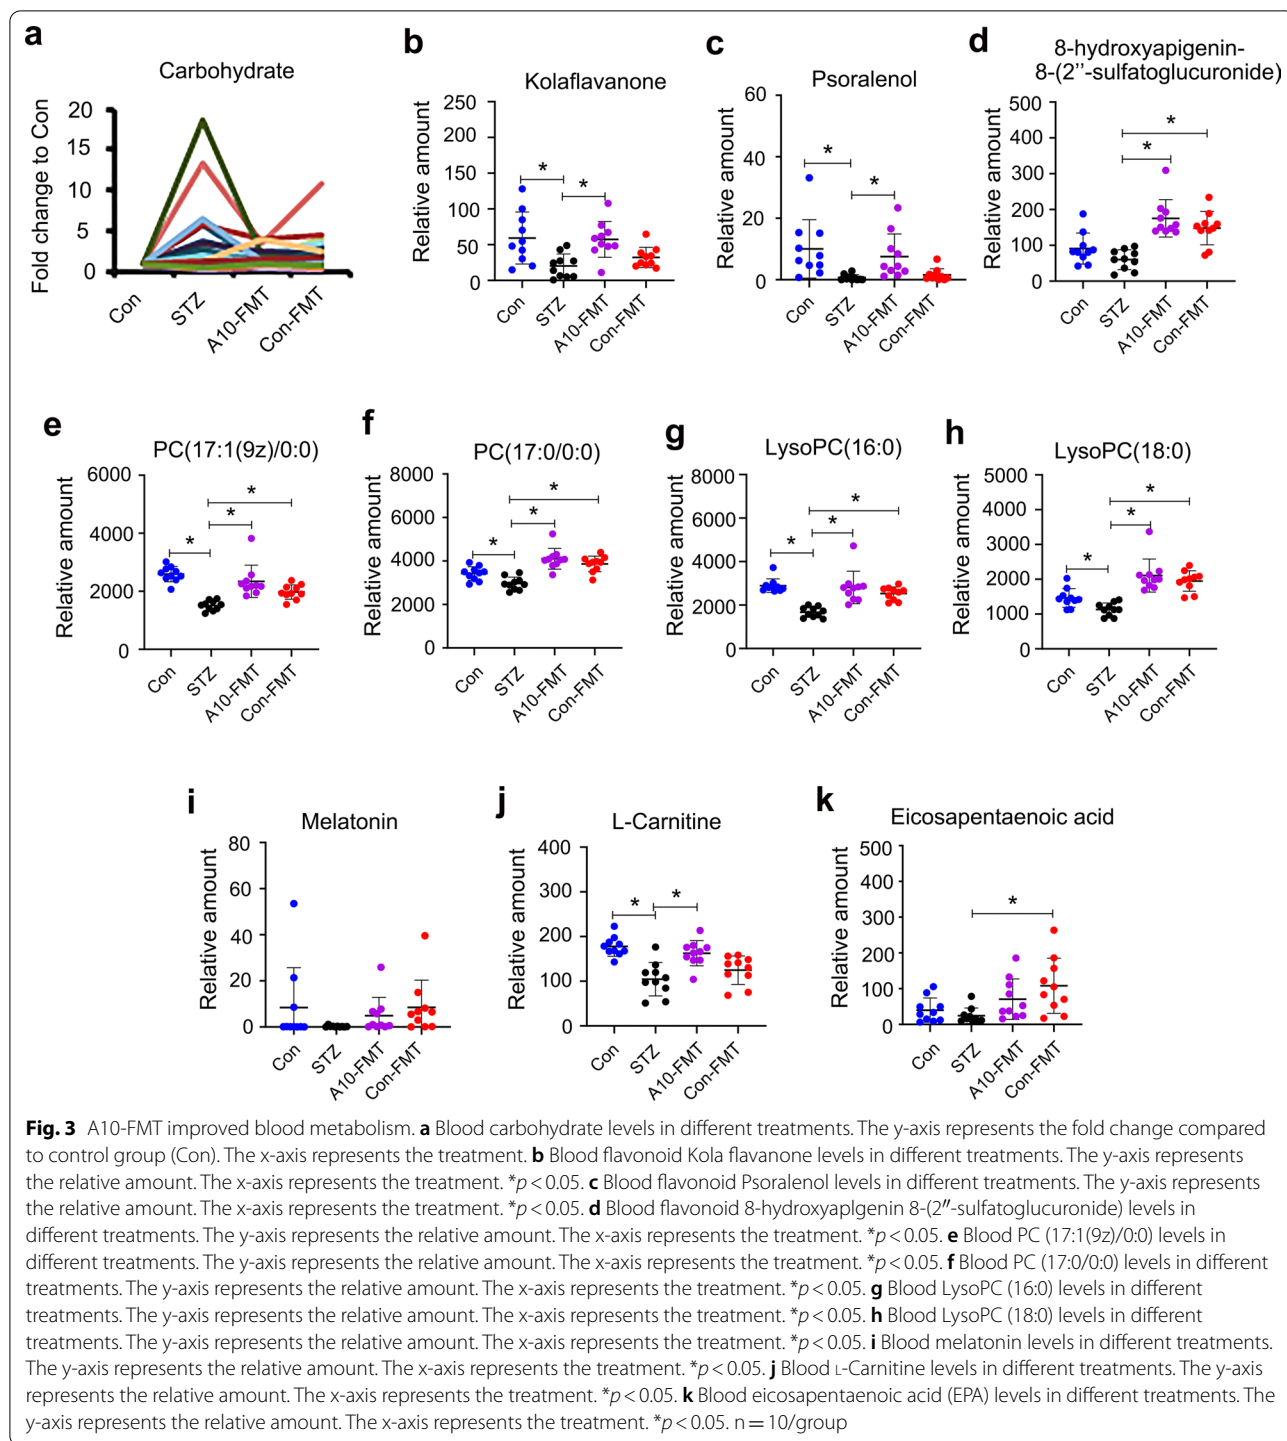 a
Carbohydrate
Fold change to Con
20
15
10
5
0
Con
STZ
A10-FMT
Con-FMT
b
Kolaflavanone
Relative amount
250
200
150
100
50
0
*
*
Con
STZ
A10-FMT
Con-FMT
c
Psoralenol
Relative amount
60
40
20
0
*
*
Con
STZ
A10-FMT
Con-FMT
d
8-hydroxyapigenin-
8-(2''-sulfatoglucuronide)
Relative amount
500
400
300
200
100
0
*
*
Con
STZ
A10-FMT
Con-FMT
e
PC(17:1(9z)/0:0)
Relative amount
6000
4000
2000
0
*
*
*
Con
STZ
A10-FMT
Con-FMT
f
PC(17:0/0:0)
Relative amount
8000
6000
4000
2000
0
*
*
*
Con
STZ
A10-FMT
Con-FMT
g
LysoPC(16:0)
Relative amount
8000
6000
4000
2000
0
*
*
*
Con
STZ
A10-FMT
Con-FMT
h
LysoPC(18:0)
Relative amount
5000
4000
3000
2000
1000
0
*
*
*
Con
STZ
A10-FMT
Con-FMT
i
Melatonin
Relative amount
80
60
40
20
0
Con
STZ
A10-FMT
Con-FMT
j
L-Carnitine
Relative amount
400
300
200
100
0
*
*
Con
STZ
A10-FMT
Con-FMT
k
Eicosapentaenoic acid
Relative amount
500
400
300
200
100
0
*
Con
STZ
A10-FMT
Con-FMT
Fig. 3 A10-FMT improved blood metabolism. a Blood carbohydrate levels in different treatments. The y-axis represents the fold change compared
to control group (Con). The x-axis represents the treatment. b Blood flavonoid Kola flavanone levels in different treatments. The y-axis represents
the relative amount. The x-axis represents the treatment. *p < 0.05. c Blood flavonoid Psoralenol levels in different treatments. The y-axis represents
the relative amount. The x-axis represents the treatment. *p < 0.05. d Blood flavonoid 8-hydroxyaplgenin 8-(2″-sulfatoglucuronide) levels in
different treatments. The y-axis represents the relative amount. The x-axis represents the treatment. *p < 0.05. e Blood PC (17:1(9z)/0:0) levels in
different treatments. The y-axis represents the relative amount. The x-axis represents the treatment. *p < 0.05. f Blood PC (17:0/0:0) levels in different
treatments. The y-axis represents the relative amount. The x-axis represents the treatment. *p < 0.05. g Blood LysoPC (16:0) levels in different
treatments. The y-axis represents the relative amount. The x-axis represents the treatment. *p < 0.05. h Blood LysoPC (18:0) levels in different
treatments. The y-axis represents the relative amount. The x-axis represents the treatment. *p < 0.05. i Blood melatonin levels in different treatments.
The y-axis represents the relative amount. The x-axis represents the treatment. *p < 0.05. j Blood L-Carnitine levels in different treatments. The y-axis
represents the relative amount. The x-axis represents the treatment. *p < 0.05. k Blood eicosapentaenoic acid (EPA) levels in different treatments. The
y-axis represents the relative amount. The x-axis represents the treatment. *p < 0.05. n = 10/group